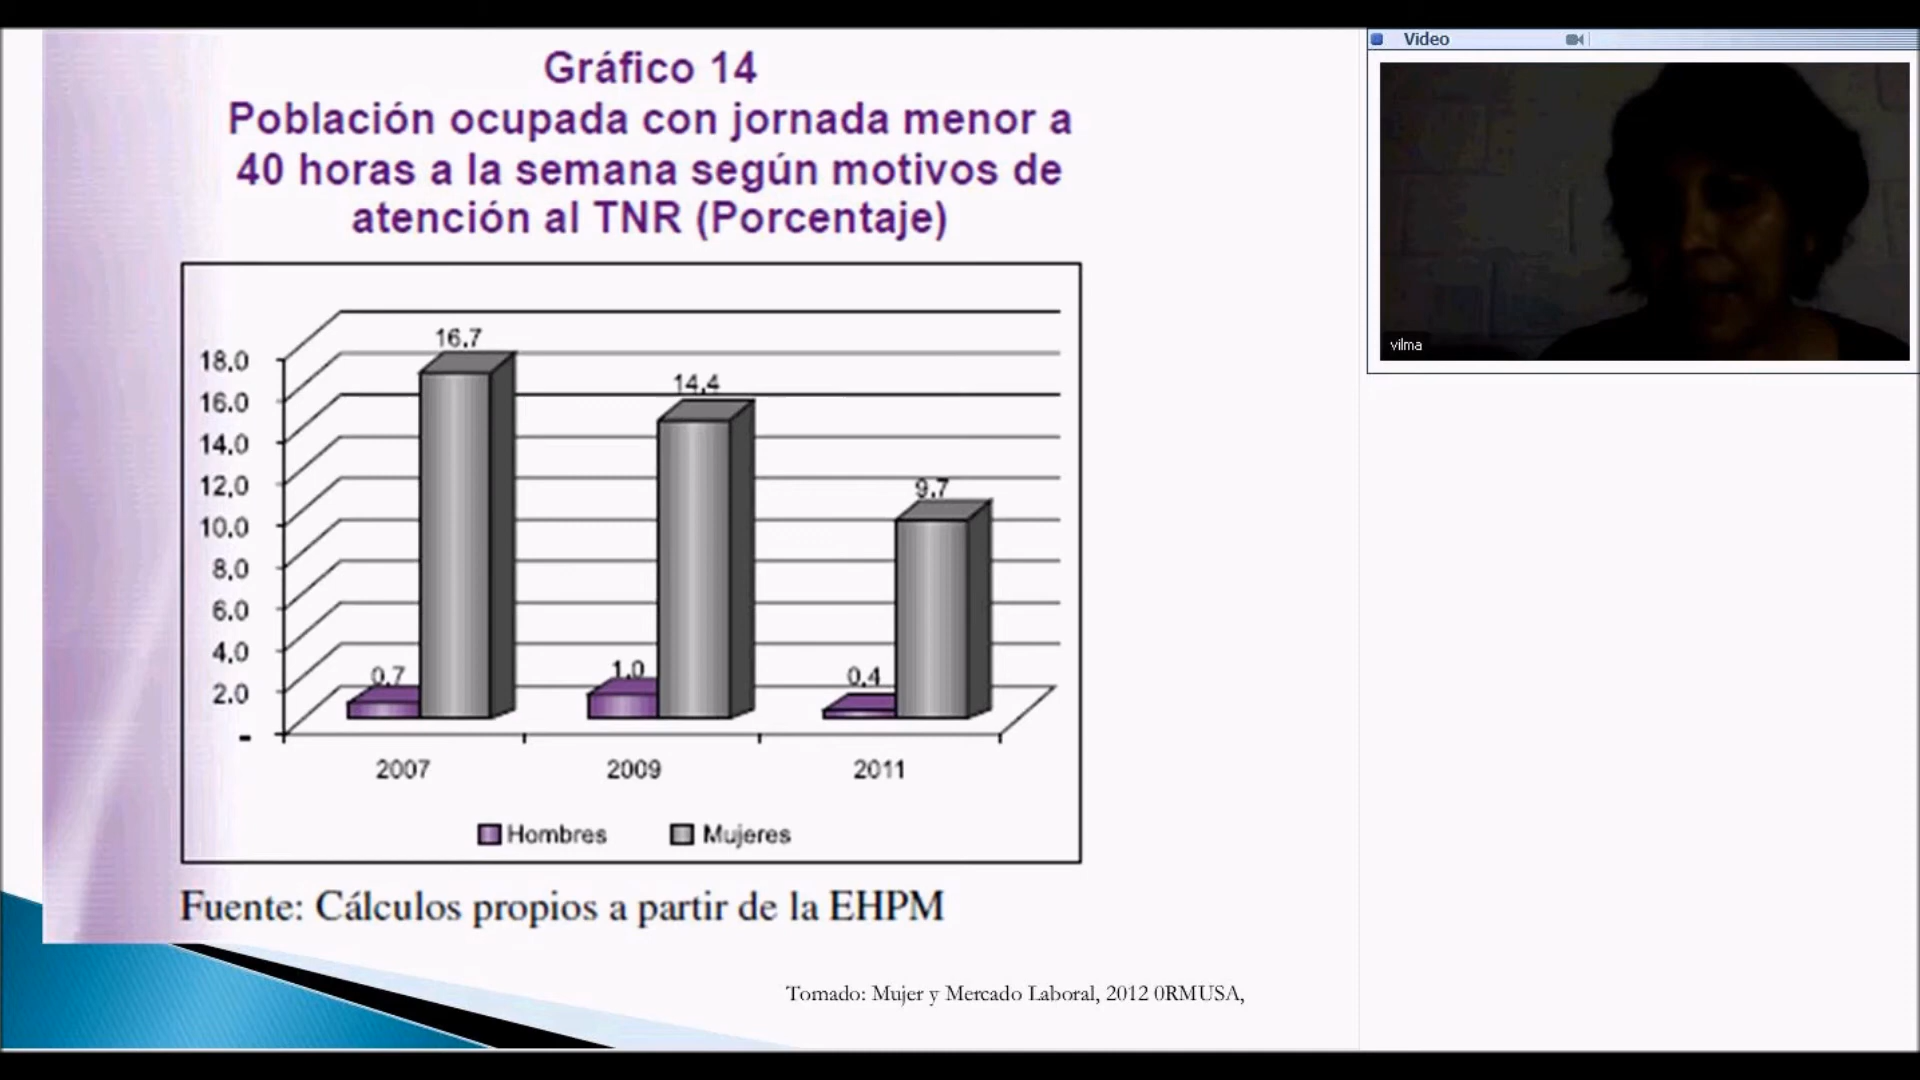 Gráfico 14
Población ocupada con jornada menor a
40 horas a la semana según motivos de
atención al TNR (Porcentaje)
18.0
16.0
14.0
12.0
10.0
8.0
6.0
4.0
2.0
-
16.7
14.4
9.7
0.7
1.0
0.4
2007
2009
2011
Hombres
Mujeres
Fuente: Cálculos propios a partir de la EHPM
Tomado: Mujer y Mercado Laboral, 2012 0RMUSA,
Video
vilma